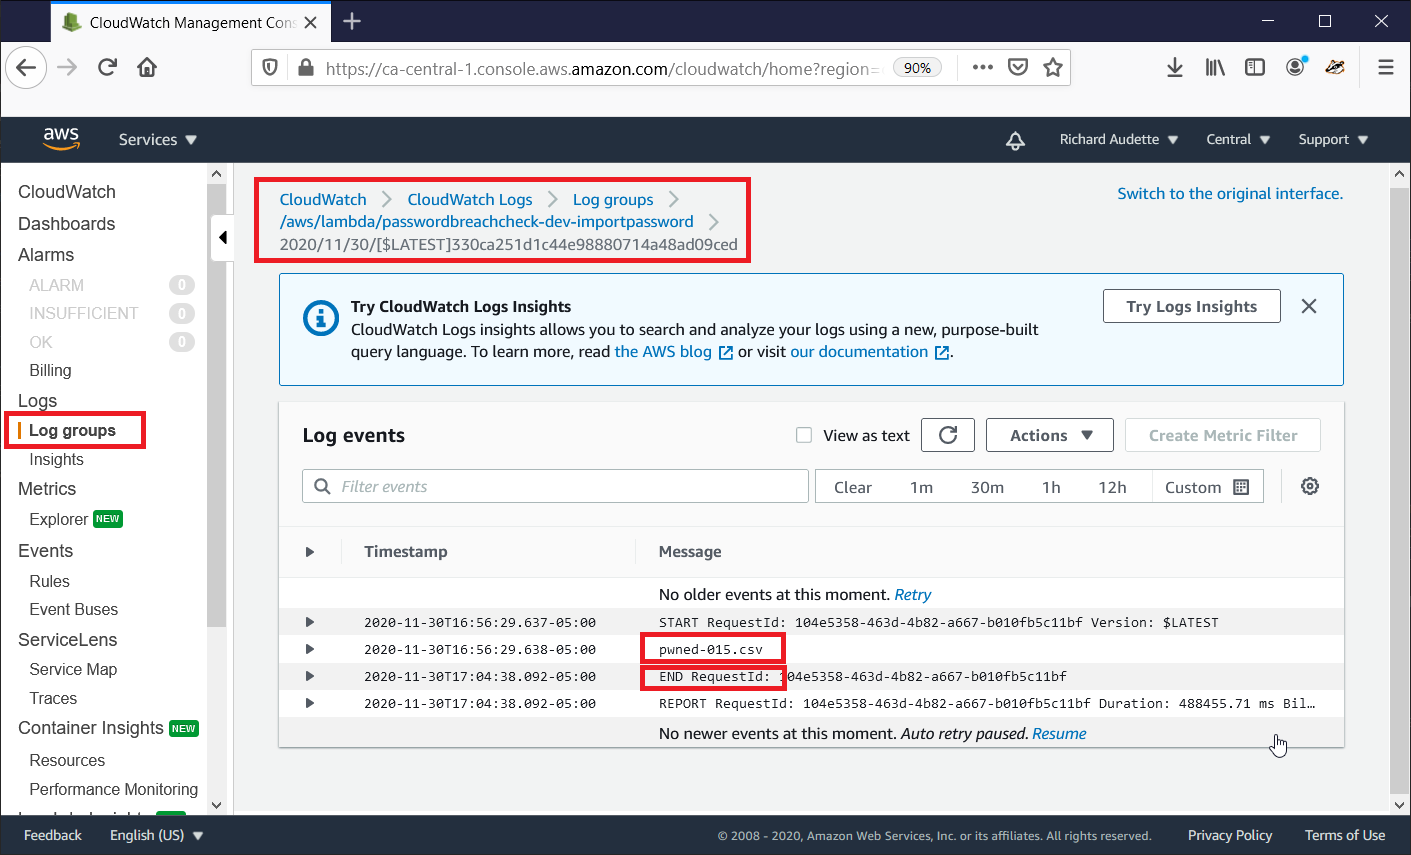 CloudWatch Management Cons
https://ca-central-1.console.aws.amazon.com/cloudwatch/home?region= 90%
aws Services Richard Audette Central Support
CloudWatch
Dashboards
Alarms
ALARM 0
INSUFFICIENT 0
OK 0
Billing
Logs
Log groups
Insights
Metrics
Explorer NEW
Events
Rules
Event Buses
ServiceLens
Service Map
Traces
Container Insights NEW
Resources
Performance Monitoring
CloudWatch CloudWatch Logs Log groups
/aws/lambda/passwordbreachcheck-dev-importpassword
2020/11/30/[$LATEST]330ca251d1c44e98880714a48ad09ced
Switch to the original interface.
Try CloudWatch Logs Insights
CloudWatch Logs insights allows you to search and analyze your logs using a new, purpose-built
query language. To learn more, read the AWS blog or visit our documentation .
Try Logs Insights
Log events
View as text Actions Create Metric Filter
Filter events Clear 1m 30m 1h 12h Custom
Timestamp Message
No older events at this moment. Retry
2020-11-30T16:56:29.637-05:00 START RequestId: 104e5358-463d-4b82-a667-b010fb5c11bf Version: $LATEST
2020-11-30T16:56:29.638-05:00 pwned-015.csv
2020-11-30T17:04:38.092-05:00 END RequestId: 104e5358-463d-4b82-a667-b010fb5c11bf
2020-11-30T17:04:38.092-05:00 REPORT RequestId: 104e5358-463d-4b82-a667-b010fb5c11bf Duration: 488455.71 ms Bil…
No newer events at this moment. Auto retry paused. Resume
Feedback English (US) © 2008 - 2020, Amazon Web Services, Inc. or its affiliates. All rights reserved. Privacy Policy Terms of Use